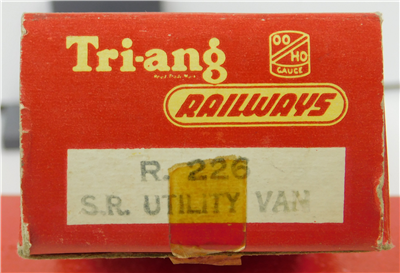 Tri-ang
OO/HO
GAUGE
RAILWAYS
R. 226
S.R. UTILITY VAN